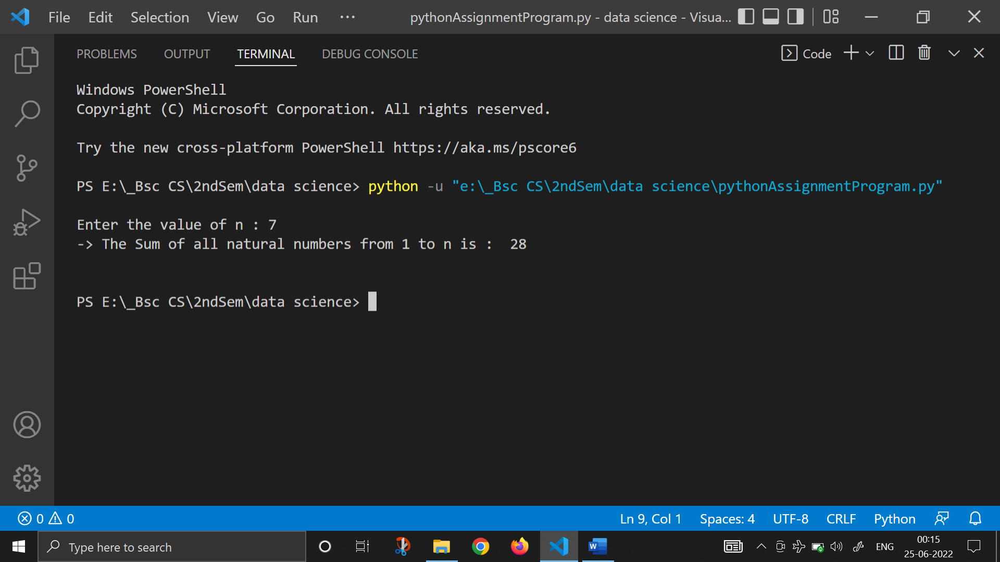 File Edit Selection View Go Run ··· pythonAssignmentProgram.py - data science - Visua...
PROBLEMS OUTPUT TERMINAL DEBUG CONSOLE Code
Windows PowerShell
Copyright (C) Microsoft Corporation. All rights reserved.
Try the new cross-platform PowerShell https://aka.ms/pscore6
PS E:\_Bsc CS\2ndSem\data science> python -u "e:\_Bsc CS\2ndSem\data science\pythonAssignmentProgram.py"
Enter the value of n : 7
-> The Sum of all natural numbers from 1 to n is :  28
PS E:\_Bsc CS\2ndSem\data science>
0 0 Ln 9, Col 1 Spaces: 4 UTF-8 CRLF Python
Type here to search W ENG 00:15
25-06-2022